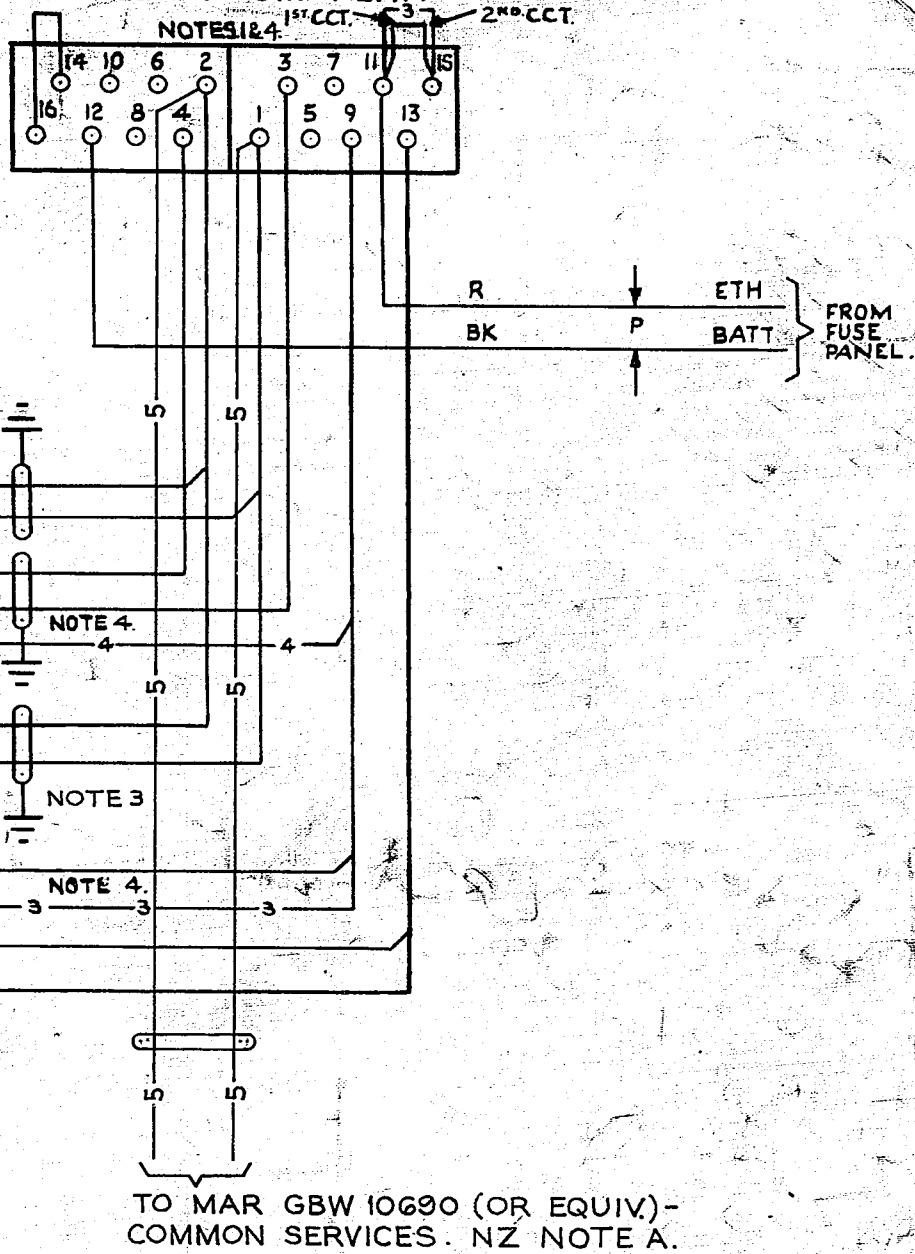 1ST. CCT. 3 2ND. CCT.
NOTES 1&4
14 10 6 2 3 7 11 15
16 12 8 4 1 5 9 13
R ETH
FROM
BK P BATT
FUSE
PANEL.
5 5
NOTE 4.
4 4
5 5
NOTE 3
NOTE 4.
3 3 3
5 5
TO MAR GBW 10690 (OR EQUIV.)-
COMMON SERVICES. NZ NOTE A.